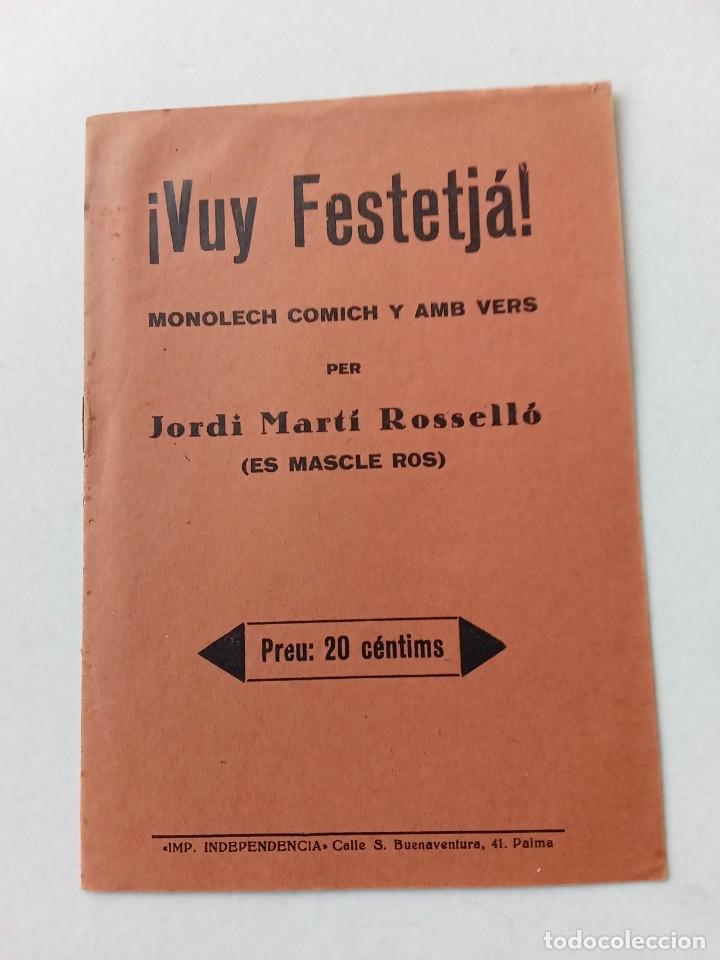 ¡Vuy Festetjá!
MONOLECH COMICH Y AMB VERS
PER
Jordi Martí Rosselló
(ES MASCLE ROS)
Preu: 20 céntims
«IMP. INDEPENDENCIA» Calle S. Buenaventura, 41. Palma
todocoleccion